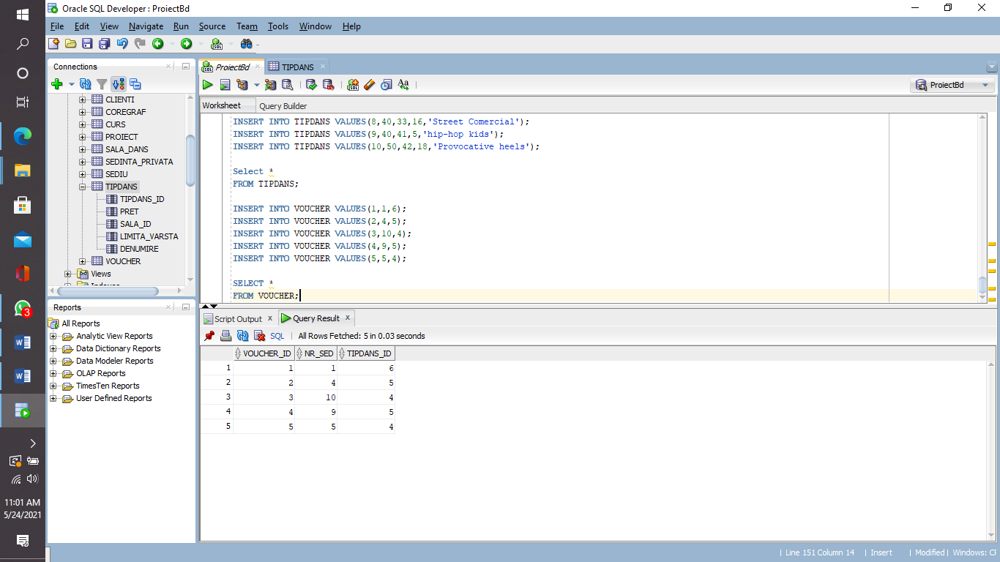 Oracle SQL Developer : ProiectBd
File Edit View Navigate Run Source Team Tools Window Help
Connections
CLIENTI
COREGRAF
CURS
PROIECT
SALA_DANS
SEDINTA_PRIVATA
SEDIU
TIPDANS
TIPDANS_ID
PRET
SALA_ID
LIMITA_VARSTA
DENUMIRE
VOUCHER
Views
Reports
All Reports
Analytic View Reports
Data Dictionary Reports
Data Modeler Reports
OLAP Reports
TimesTen Reports
User Defined Reports
ProiectBd TIPDANS
ProiectBd
Worksheet Query Builder
INSERT INTO TIPDANS VALUES(8,40,33,16,'Street Comercial');
INSERT INTO TIPDANS VALUES(9,40,41,5,'hip-hop kids');
INSERT INTO TIPDANS VALUES(10,50,42,18,'Provocative heels');
Select *
FROM TIPDANS;
INSERT INTO VOUCHER VALUES(1,1,6);
INSERT INTO VOUCHER VALUES(2,4,5);
INSERT INTO VOUCHER VALUES(3,10,4);
INSERT INTO VOUCHER VALUES(4,9,5);
INSERT INTO VOUCHER VALUES(5,5,4);
SELECT *
FROM VOUCHER;
Script Output x Query Result x
SQL | All Rows Fetched: 5 in 0.03 seconds
VOUCHER_ID NR_SED TIPDANS_ID
1 1 1 6
2 2 4 5
3 3 10 4
4 4 9 5
5 5 5 4
3
11:01 AM
5/24/2021
| Line 151 Column 14 | Insert | Modified | Windows: CF